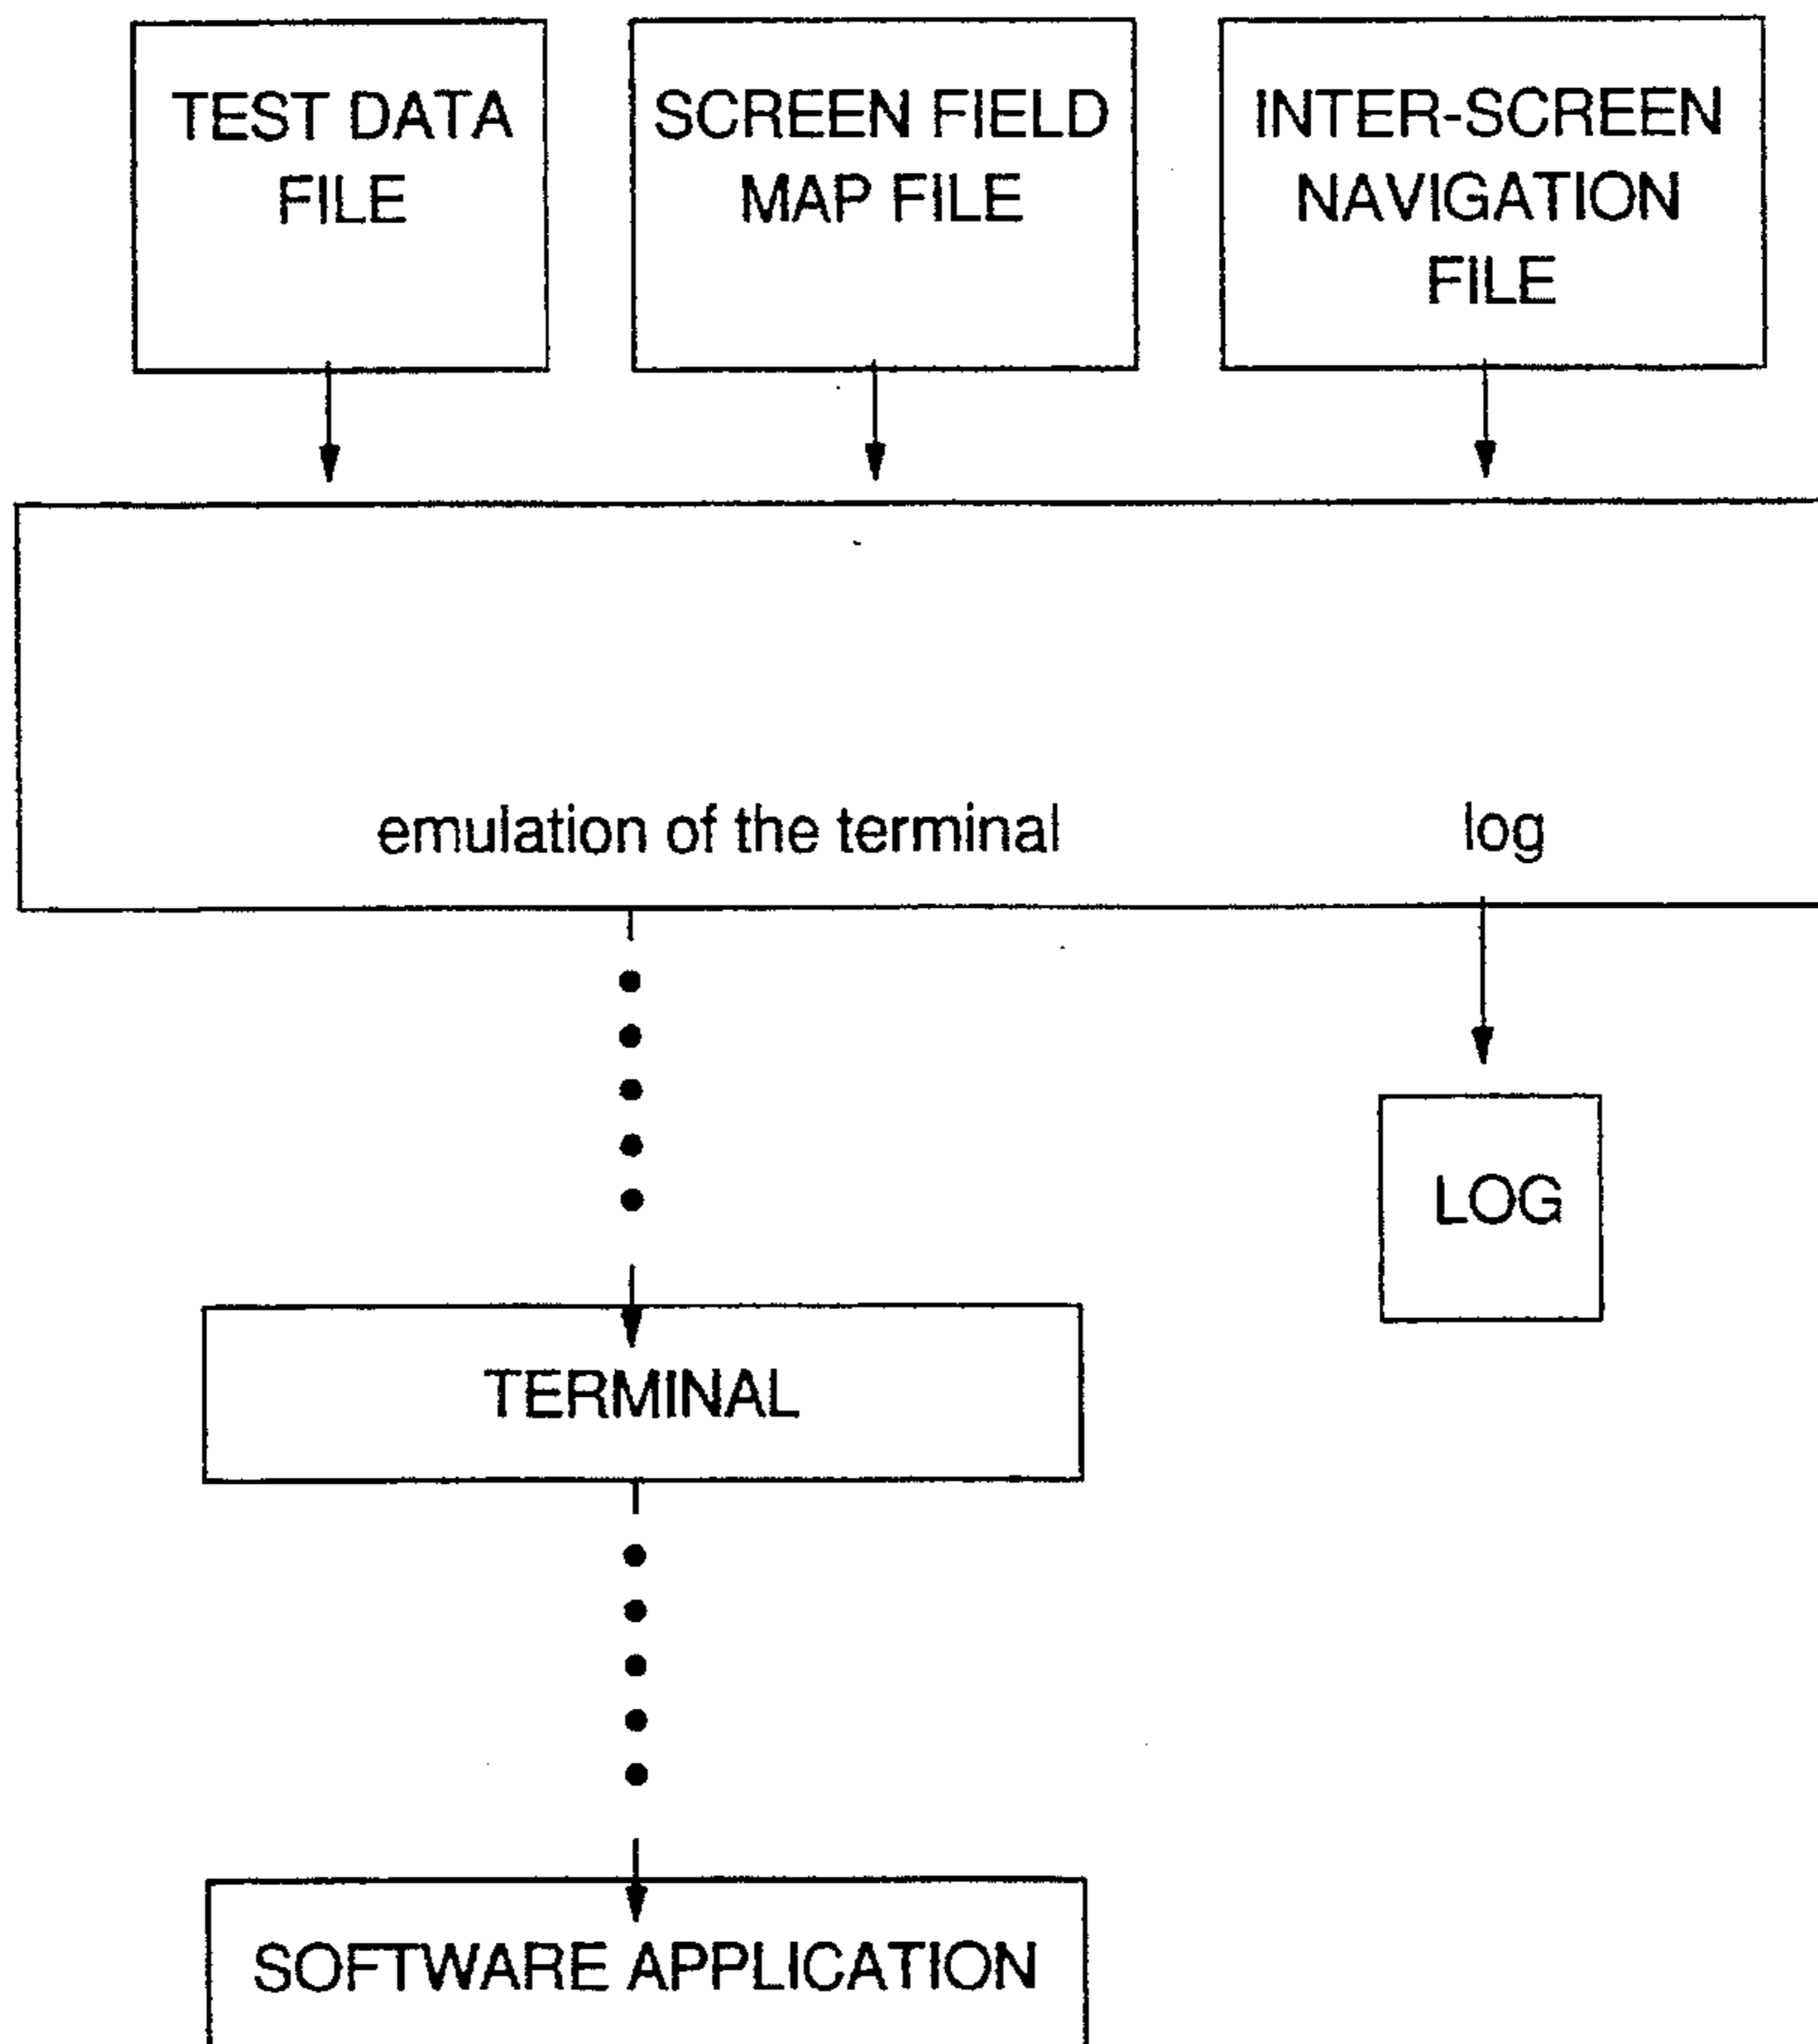 TEST DATA
FILE
SCREEN FIELD
MAP FILE
INTER-SCREEN
NAVIGATION
FILE
emulation of the terminal
log
LOG
TERMINAL
SOFTWARE APPLICATION